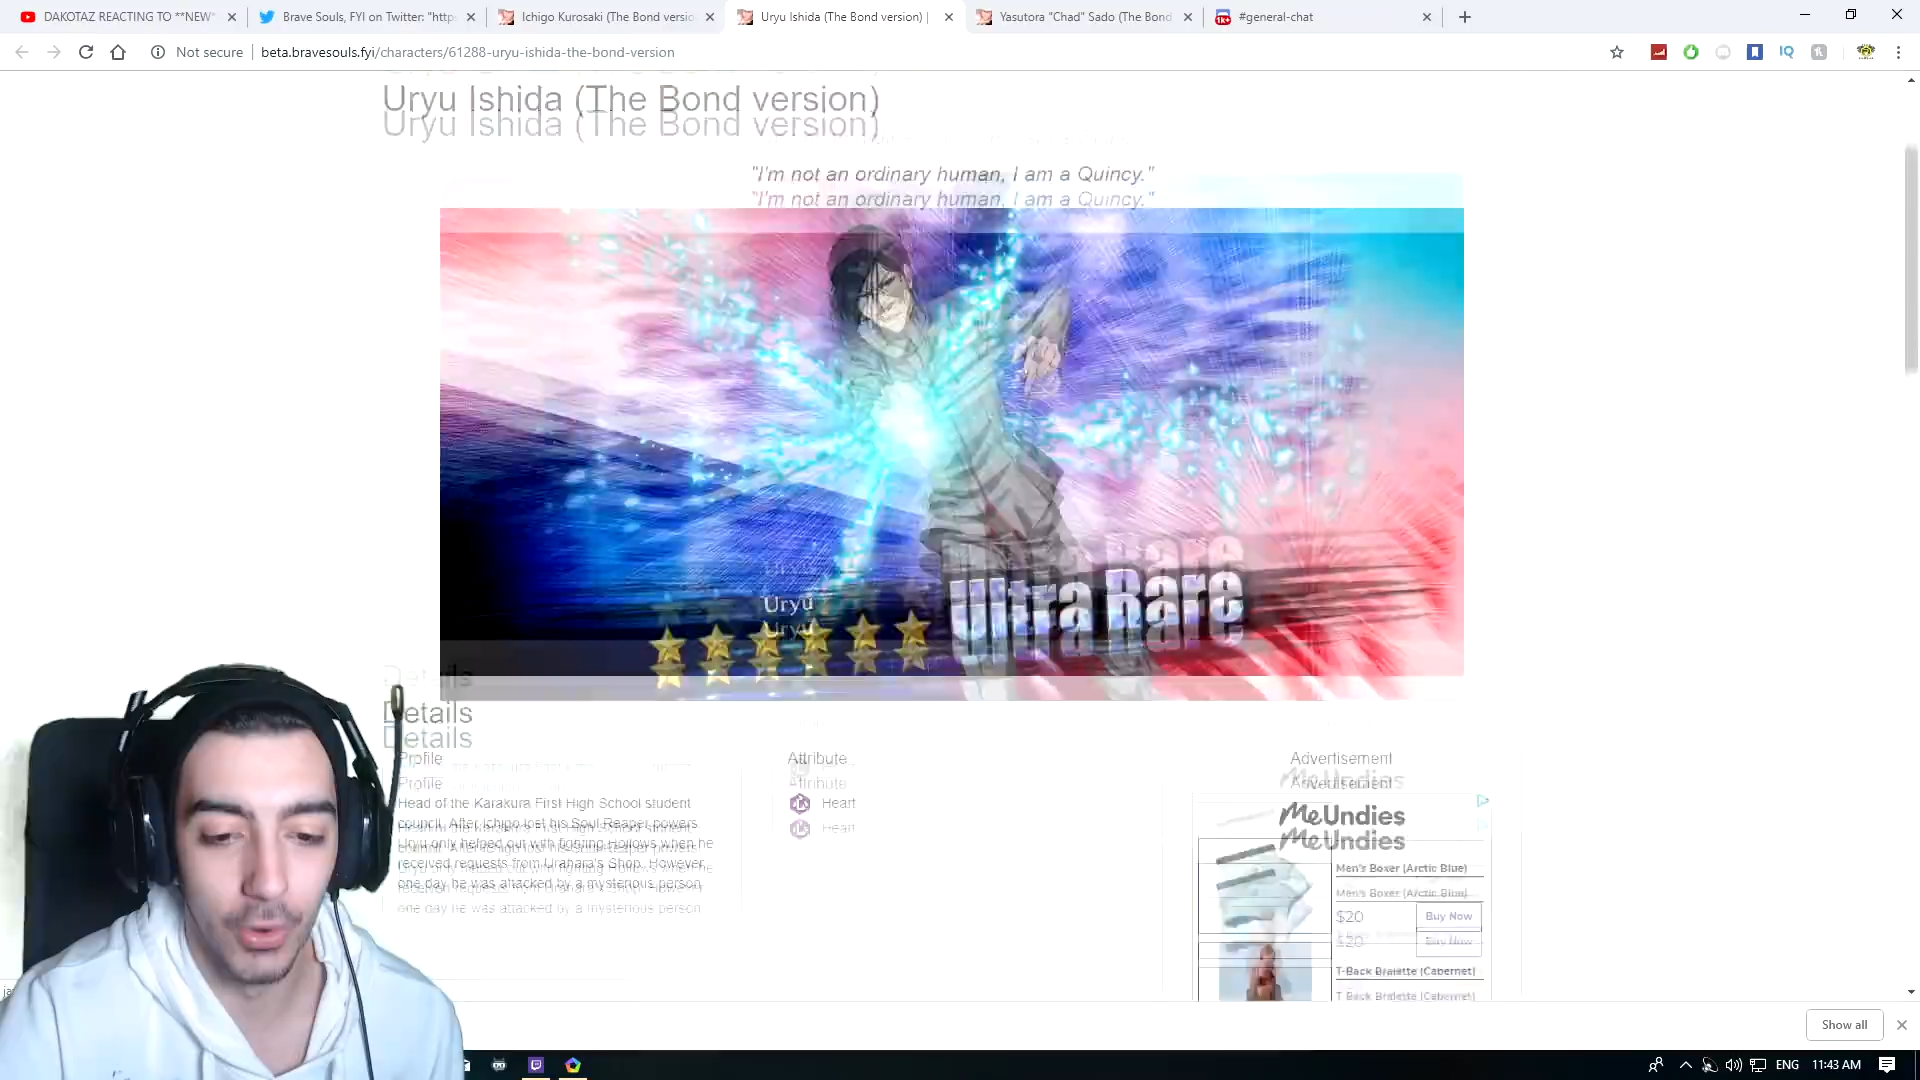 DAKOTAZ REACTING TO **NEW*
Brave Souls, FYI on Twitter: "https
Ichigo Kurosaki (The Bond versio
Uryu Ishida (The Bond version) |
Yasutora "Chad" Sado (The Bond
1k+
#general-chat
Not secure
beta.bravesouls.fyi/characters/61288-uryu-ishida-the-bond-version
IQ
Uryu Ishida (The Bond version)
"I'm not an ordinary human, I am a Quincy."
Uryu
Ultra Rare
Details
Profile
Attribute
Advertisement
Head of the Karakura First High School student
council. After Ichigo lost his Soul Reaper powers
Uryu only helped out with fighting Hollows when he
received requests from Urahara's Shop. However,
one day he was attacked by a mysterious person
Heart
MeUndies
Men's Boxer (Arctic Blue)
$20
Buy Now
T-Back Bralette (Cabernet)
Show all
ENG
11:43 AM